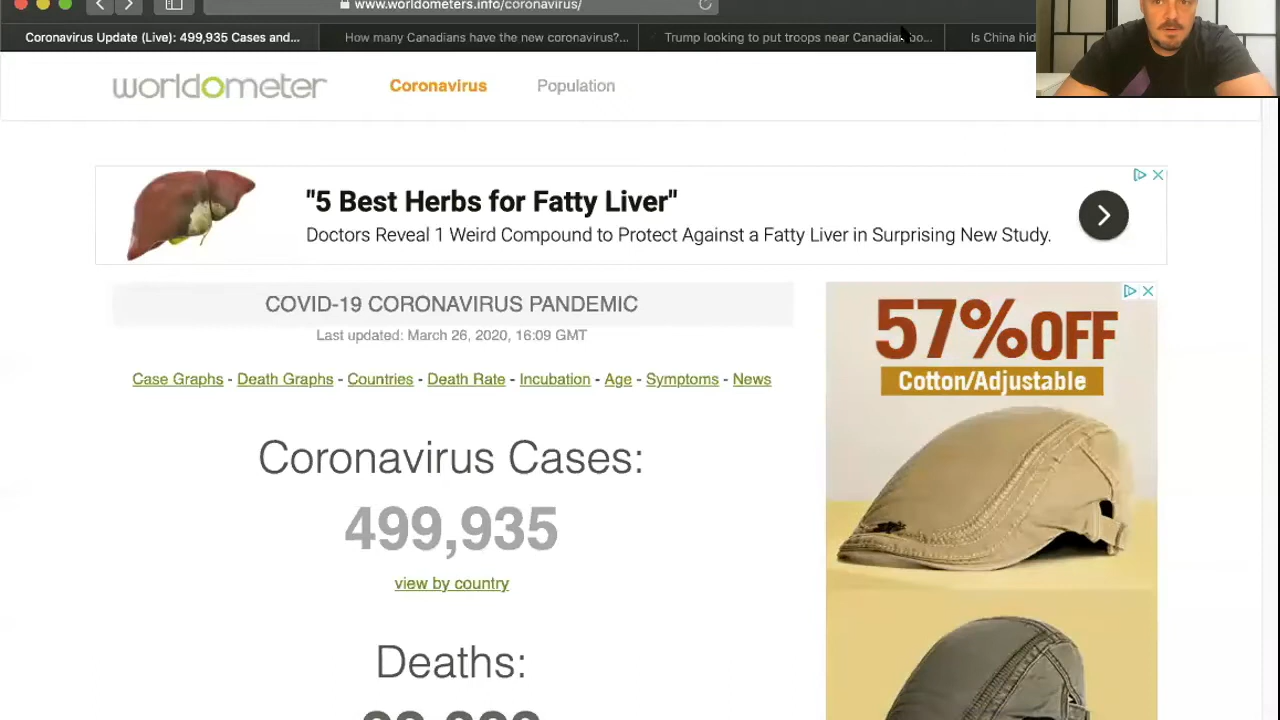 www.worldometers.info/coronavirus/
Coronavirus Update (Live): 499,935 Cases and...
How many Canadians have the new coronavirus?...
Trump looking to put troops near Canadian bo...
Is China hid
worldometer
Coronavirus
Population
"5 Best Herbs for Fatty Liver"
Doctors Reveal 1 Weird Compound to Protect Against a Fatty Liver in Surprising New Study.
COVID-19 CORONAVIRUS PANDEMIC
Last updated: March 26, 2020, 16:09 GMT
Case Graphs - Death Graphs - Countries - Death Rate - Incubation - Age - Symptoms - News
Coronavirus Cases:
499,935
view by country
Deaths:
57%OFF
Cotton/Adjustable